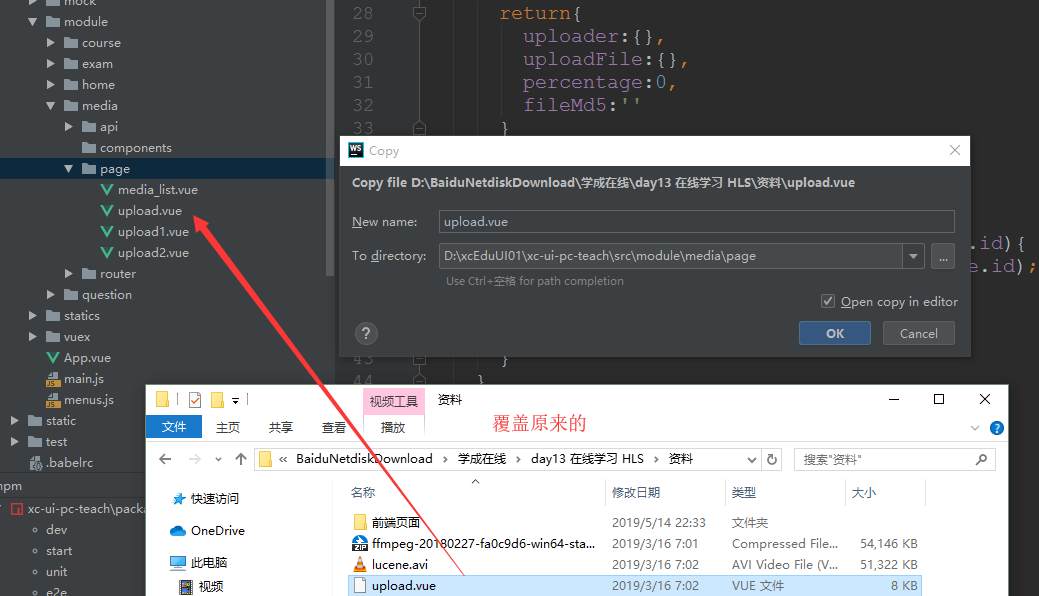 mock
module
course
exam
home
media
api
components
page
media_list.vue
upload.vue
upload1.vue
upload2.vue
router
question
statics
vuex
App.vue
main.js
menus.js
static
test
.babelrc
npm
xc-ui-pc-teach\packa
dev
start
unit
e2e
28 return{
29 uploader:{},
30 uploadFile:{},
31 percentage:0,
32 fileMd5:''
33 }
.id){
e.id);
43 }
44 }
WS Copy
Copy file D:\BaiduNetdiskDownload\学成在线\day13 在线学习 HLS\资料\upload.vue
New name: upload.vue
To directory: D:\xcEduUI01\xc-ui-pc-teach\src\module\media\page ...
Use Ctrl+空格 for path completion
Open copy in editor
? OK Cancel
视频工具 资料
文件 主页 共享 查看 播放
覆盖原来的
« BaiduNetdiskDownload › 学成在线 › day13 在线学习 HLS › 资料 搜索"资料"
快速访问
OneDrive
此电脑
视频
名称 修改日期 类型 大小
前端页面 2019/5/14 22:33 文件夹
ffmpeg-20180227-fa0c9d6-win64-sta... 2019/3/16 7:01 Compressed File... 54,146 KB
lucene.avi 2019/3/16 7:02 AVI Video File (V... 51,322 KB
upload.vue 2019/3/16 7:02 VUE 文件 8 KB